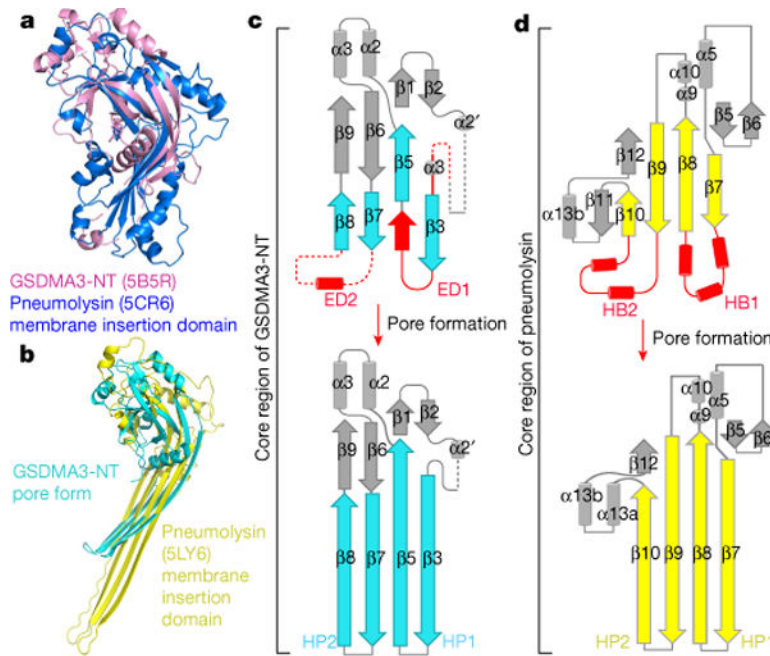 a
GSDMA3-NT (5B5R)
Pneumolysin (5CR6)
membrane insertion domain
b
GSDMA3-NT
pore form
Pneumolysin
(5LY6)
membrane
insertion
domain
c
Core region of GSDMA3-NT
α3
α2
β1
β2
α2′
β9
β6
β5
α3
β8
β7
β3
ED2
ED1
Pore formation
α3
α2
β1
β2
α2′
β9
β6
β8
β7
β5
β3
HP2
HP1
d
Core region of pneumolysin
α10
α9
α5
β5
β6
β12
β9
β8
β7
α13b
β11
β10
HB2
HB1
Pore formation
α10
α9
α5
β5
β6
β12
α13b
α13a
β10
β9
β8
β7
HP2
HP1